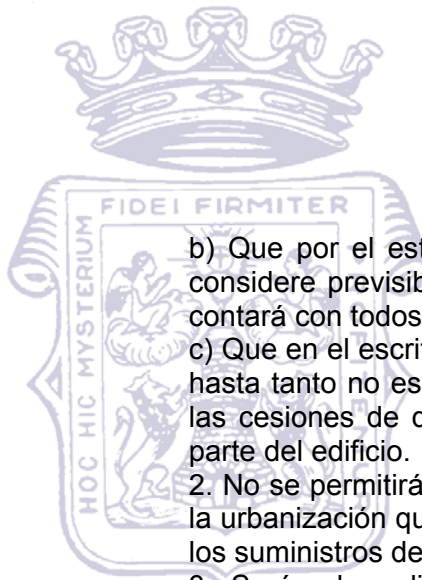 FIDEI FIRMITER
HOC HIC MYSTERIUM
b) Que por el est
considere previsib
contará con todos
c) Que en el escrit
hasta tanto no es
las cesiones de d
parte del edificio.
2. No se permitirá
la urbanización qu
los suministros de